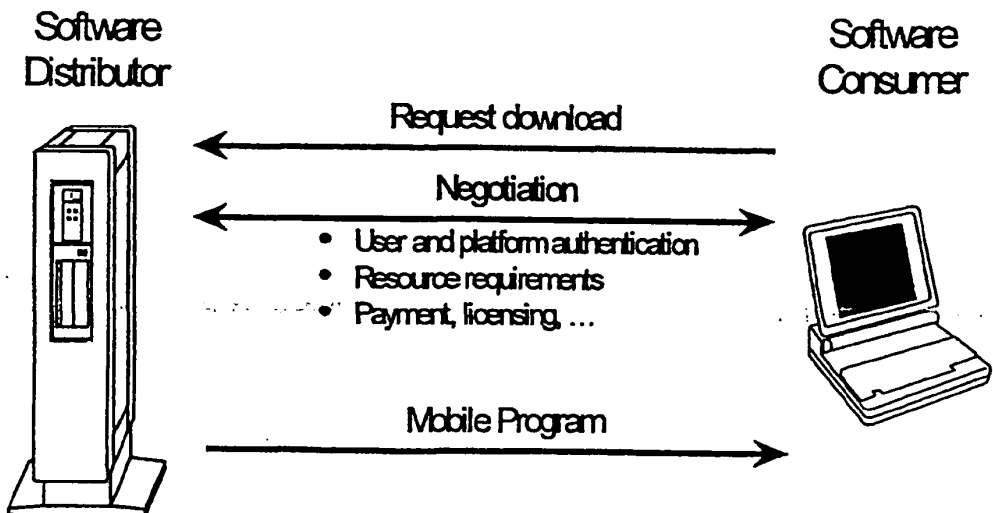 Software
Distributor
Software
Consumer
Request download
Negotiation
• User and platform authentication
• Resource requirements
• Payment, licensing, ...
Mobile Program